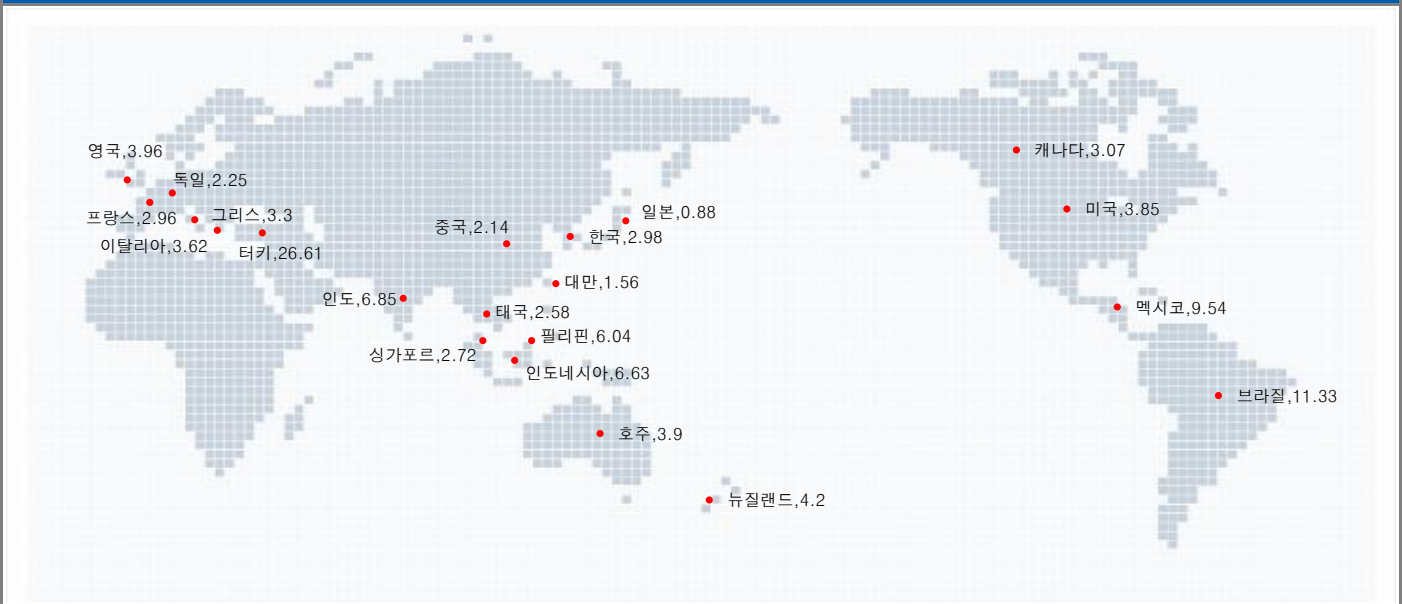 영국,3.96
캐나다,3.07
독일,2.25
미국,3.85
일본,0.88
그리스,3.3
프랑스,2.96
중국,2.14
한국,2.98
이탈리아,3.62
터키,26.61
대만,1.56
인도,6.85
멕시코,9.54
태국,2.58
필리핀,6.04
싱가포르,2.72
인도네시아,6.63
브라질,11.33
호주,3.9
뉴질랜드,4.2